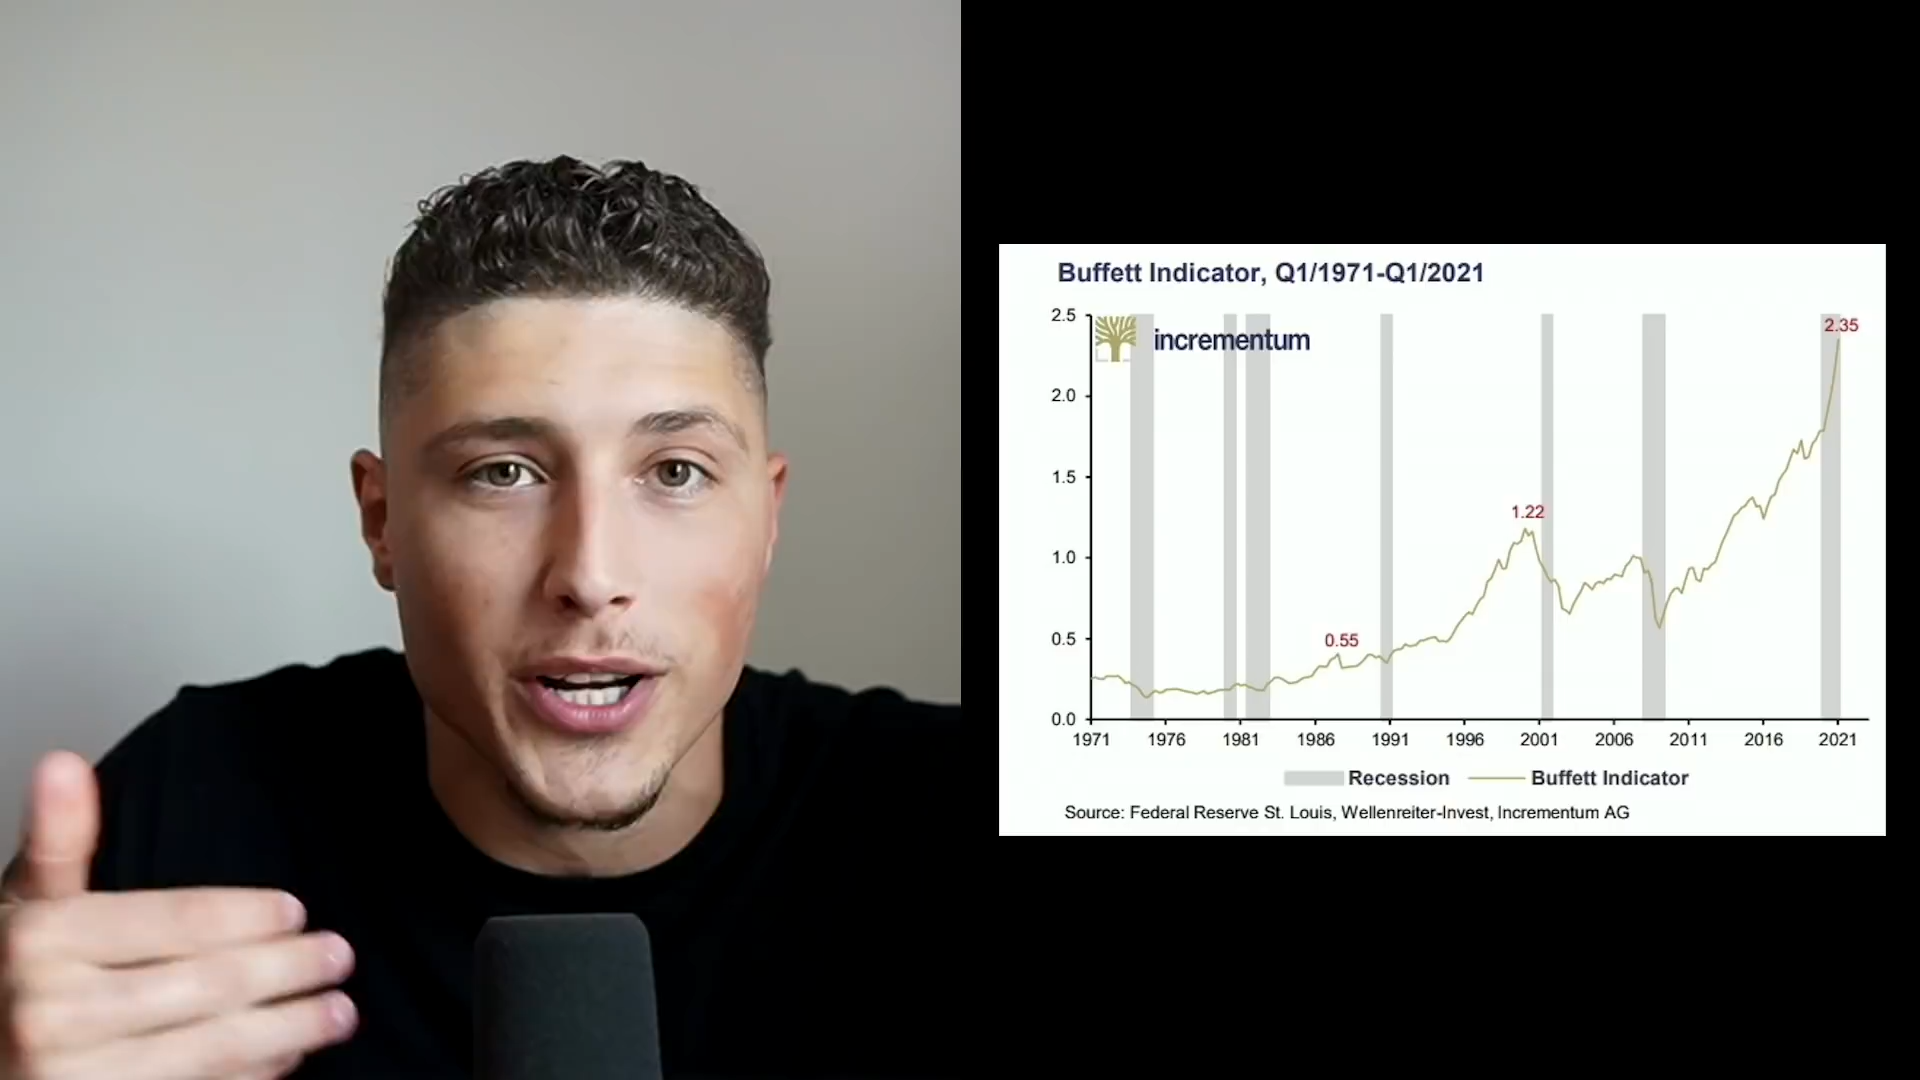 Buffett Indicator, Q1/1971-Q1/2021
incrementum
2.5
2.0
1.5
1.0
0.5
0.0
2.35
1.22
0.55
1971 1976 1981 1986 1991 1996 2001 2006 2011 2016 2021
Recession Buffett Indicator
Source: Federal Reserve St. Louis, Wellenreiter-Invest, Incrementum AG